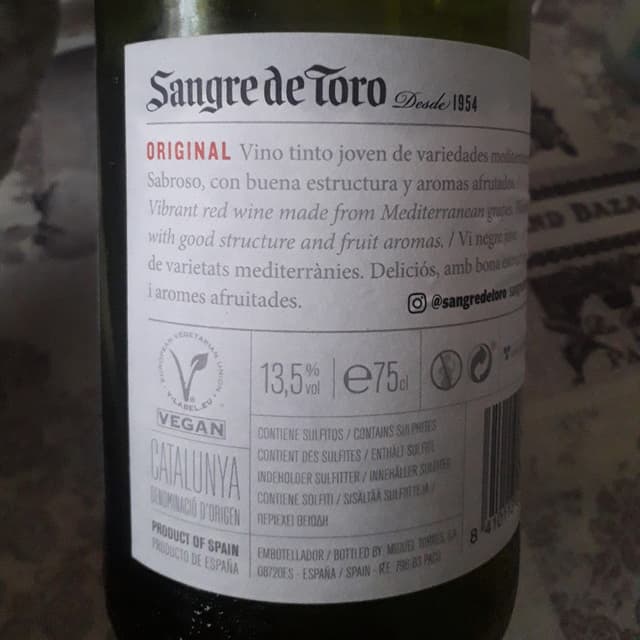 Sangre de Toro Desde 1954
ORIGINAL Vino tinto joven de variedades
Sabroso, con buena estructura y aromas afrutados.
Vibrant red wine made from Mediterranean grapes.
with good structure and fruit aromas. / Vi negre
de varietats mediterrànies. Deliciós, amb bona
i aromes afruitades.
@sangredetoro
EUROPEAN VEGETARIAN UNION
V-LABEL.EU
VEGAN
13,5% vol
e75cl
CATALUNYA
DENOMINACIÓ D'ORIGEN
PRODUCT OF SPAIN
PRODUCTO DE ESPAÑA
CONTIENE SULFITOS / CONTAINS SULPHITES
CONTIENT DES SULFITES / ENTHÄLT SULFITE
INDEHOLDER SULFITTER / INNEHÅLLER SULFITER
CONTIENE SOLFITI / SISÄLTÄÄ SULFIITTEJA /
ΠΕΡΙΕΧΕΙ ΘΕΙΩΔΗ
EMBOTELLADOR / BOTTLED BY: MIGUEL TORRES, S.A.
08720ES - ESPAÑA / SPAIN
BAZA